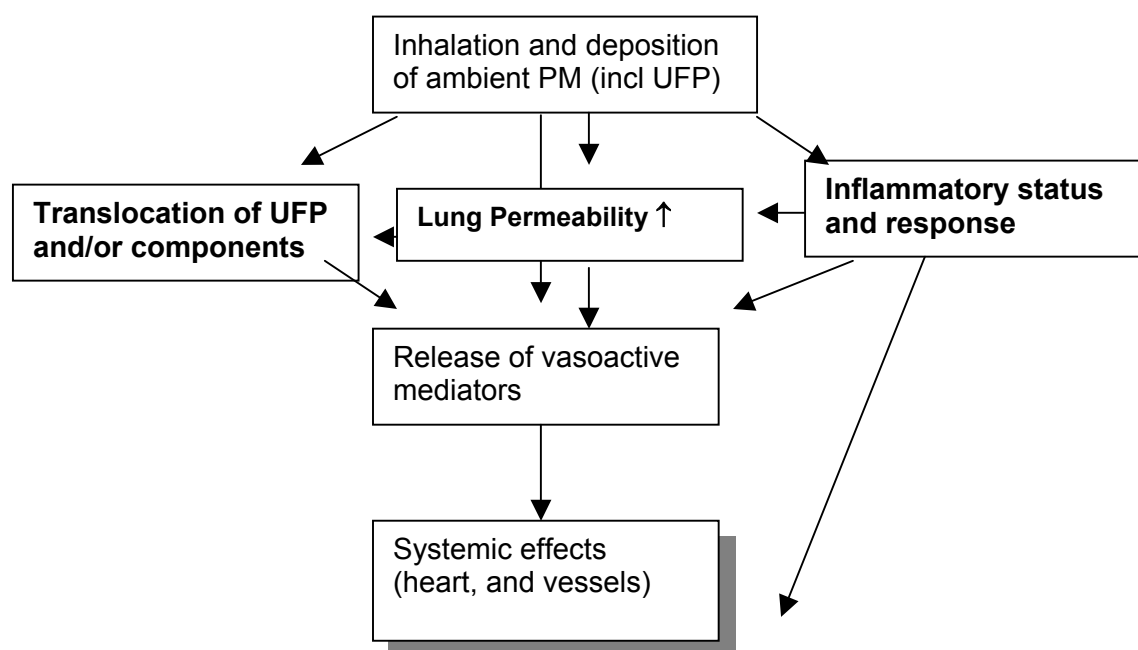 Inhalation and deposition
of ambient PM (incl UFP)
Translocation of UFP
and/or components
Lung Permeability ↑
Inflammatory status
and response
Release of vasoactive
mediators
Systemic effects
(heart, and vessels)